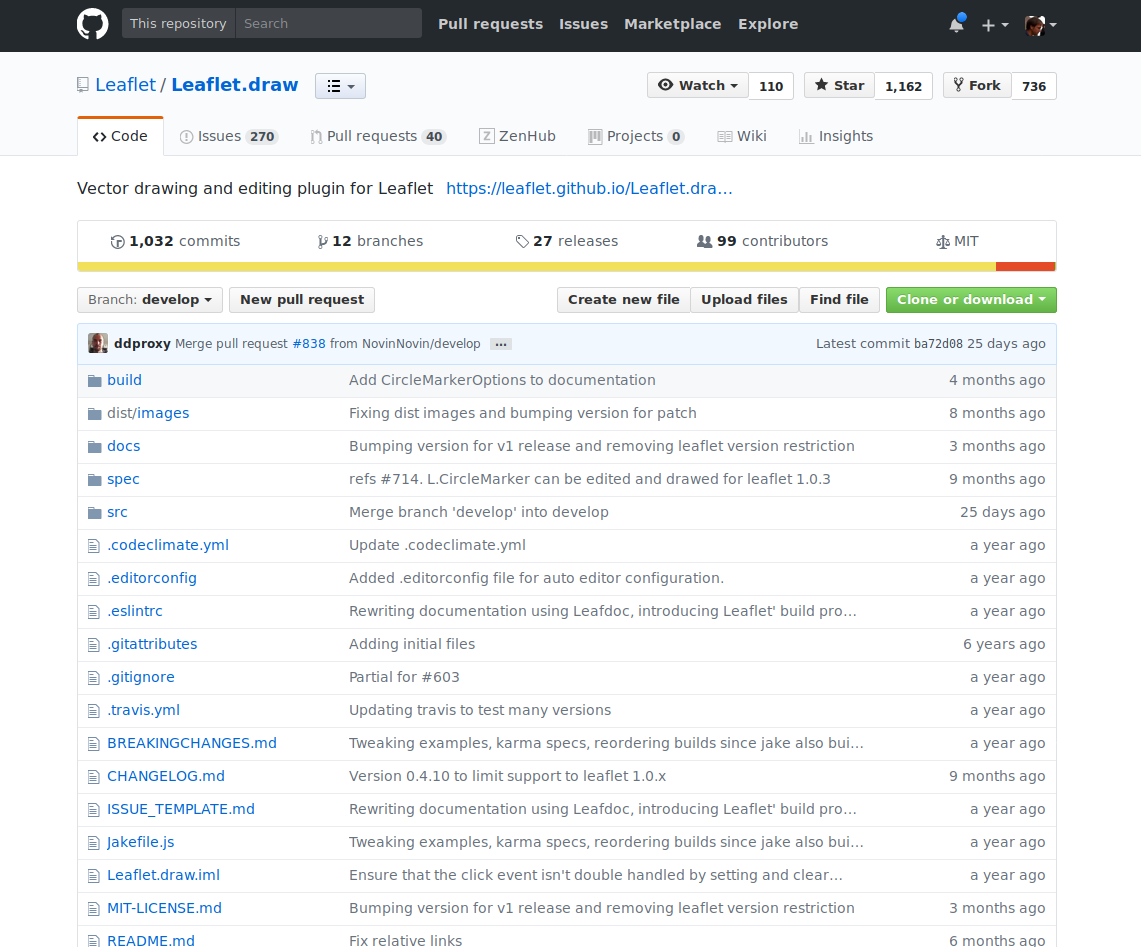 This repository Search Pull requests Issues Marketplace Explore
Leaflet / Leaflet.draw Watch 110 Star 1,162 Fork 736
Code Issues 270 Pull requests 40 ZenHub Projects 0 Wiki Insights
Vector drawing and editing plugin for Leaflet https://leaflet.github.io/Leaflet.dra…
1,032 commits 12 branches 27 releases 99 contributors MIT
Branch: develop New pull request Create new file Upload files Find file Clone or download
ddproxy Merge pull request #838 from NovinNovin/develop … Latest commit ba72d08 25 days ago
build Add CircleMarkerOptions to documentation 4 months ago
dist/images Fixing dist images and bumping version for patch 8 months ago
docs Bumping version for v1 release and removing leaflet version restriction 3 months ago
spec refs #714. L.CircleMarker can be edited and drawed for leaflet 1.0.3 9 months ago
src Merge branch 'develop' into develop 25 days ago
.codeclimate.yml Update .codeclimate.yml a year ago
.editorconfig Added .editorconfig file for auto editor configuration. a year ago
.eslintrc Rewriting documentation using Leafdoc, introducing Leaflet' build pro… a year ago
.gitattributes Adding initial files 6 years ago
.gitignore Partial for #603 a year ago
.travis.yml Updating travis to test many versions a year ago
BREAKINGCHANGES.md Tweaking examples, karma specs, reordering builds since jake also bui… a year ago
CHANGELOG.md Version 0.4.10 to limit support to leaflet 1.0.x 9 months ago
ISSUE_TEMPLATE.md Rewriting documentation using Leafdoc, introducing Leaflet' build pro… a year ago
Jakefile.js Tweaking examples, karma specs, reordering builds since jake also bui… a year ago
Leaflet.draw.iml Ensure that the click event isn't double handled by setting and clear… a year ago
MIT-LICENSE.md Bumping version for v1 release and removing leaflet version restriction 3 months ago
README.md Fix relative links 6 months ago